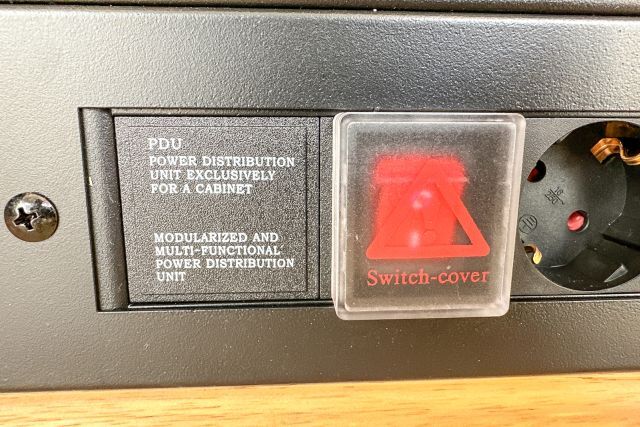 PDU
POWER DISTRIBUTION
UNIT EXCLUSIVELY
FOR A CABINET
MODULARIZED AND
MULTI-FUNCTIONAL
POWER DISTRIBUTION
UNIT
Switch-cover